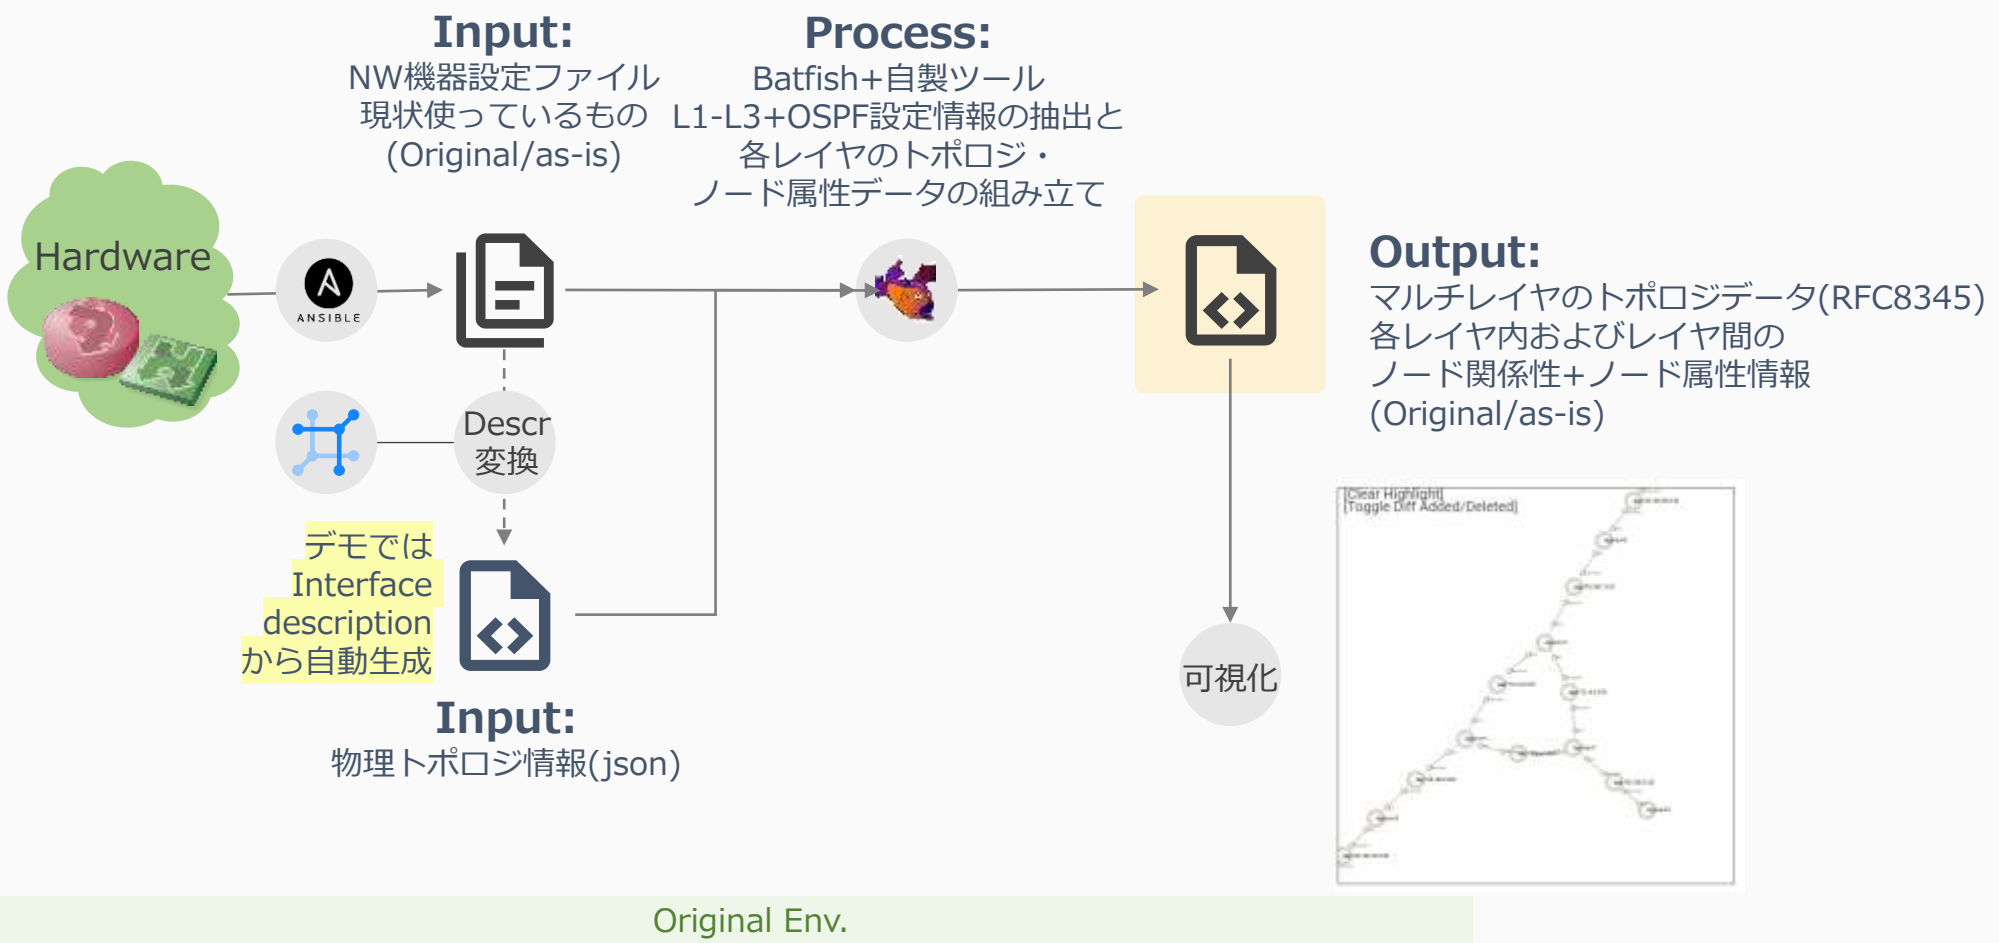 Input:
NW機器設定ファイル
現状使っているもの
(Original/as-is)
Process:
Batfish+自製ツール
L1-L3+OSPF設定情報の抽出と
各レイヤのトポロジ・
ノード属性データの組み立て
Hardware
ANSIBLE
Output:
マルチレイヤのトポロジデータ(RFC8345)
各レイヤ内およびレイヤ間の
ノード関係性+ノード属性情報
(Original/as-is)
Descr
変換
デモでは
Interface
description
から自動生成
Input:
物理トポロジ情報(json)
可視化
[Clear Highlight]
[Toggle Diff Added/Deleted]
Original Env.